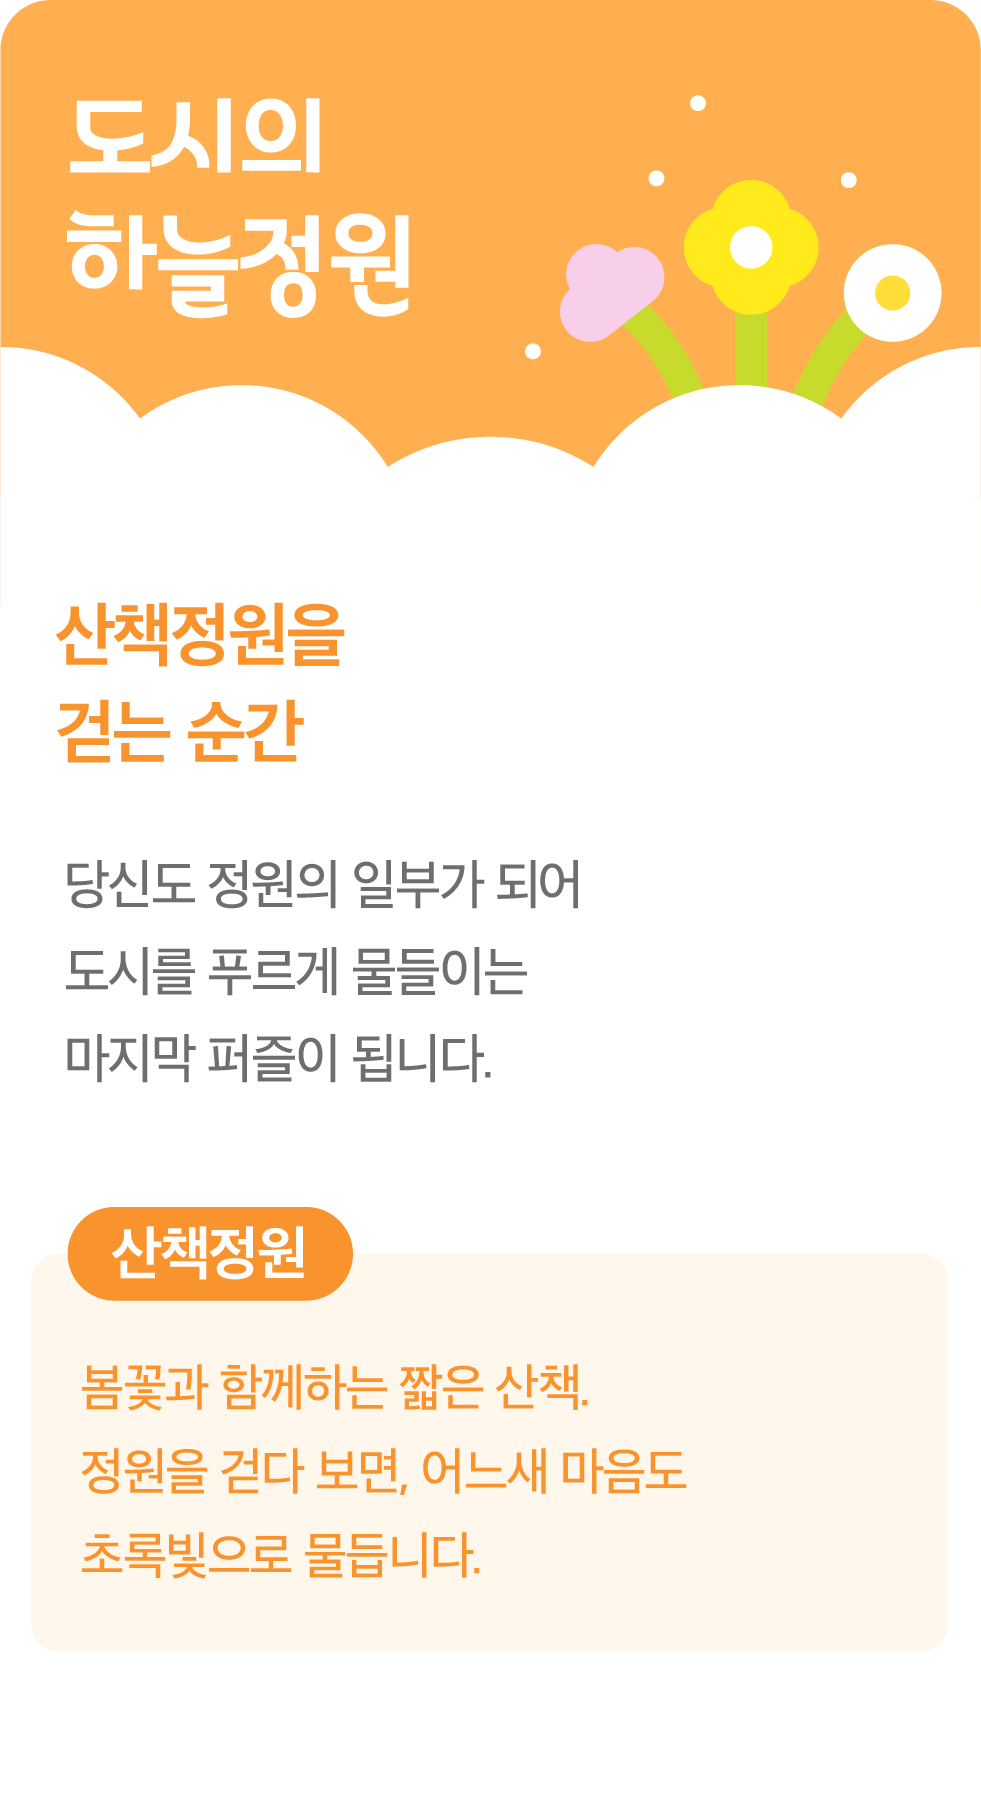 도시의
하늘정원
산책정원을
걷는 순간
당신도 정원의 일부가 되어
도시를 푸르게 물들이는
마지막 퍼즐이 됩니다.
산책정원
봄꽃과 함께하는 짧은 산책.
정원을 걷다 보면, 어느새 마음도
초록빛으로 물듭니다.